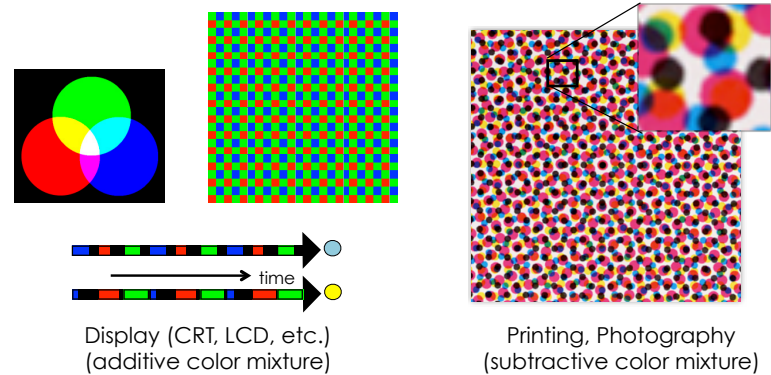 time
Display (CRT, LCD, etc.)
(additive color mixture)
Printing, Photography
(subtractive color mixture)